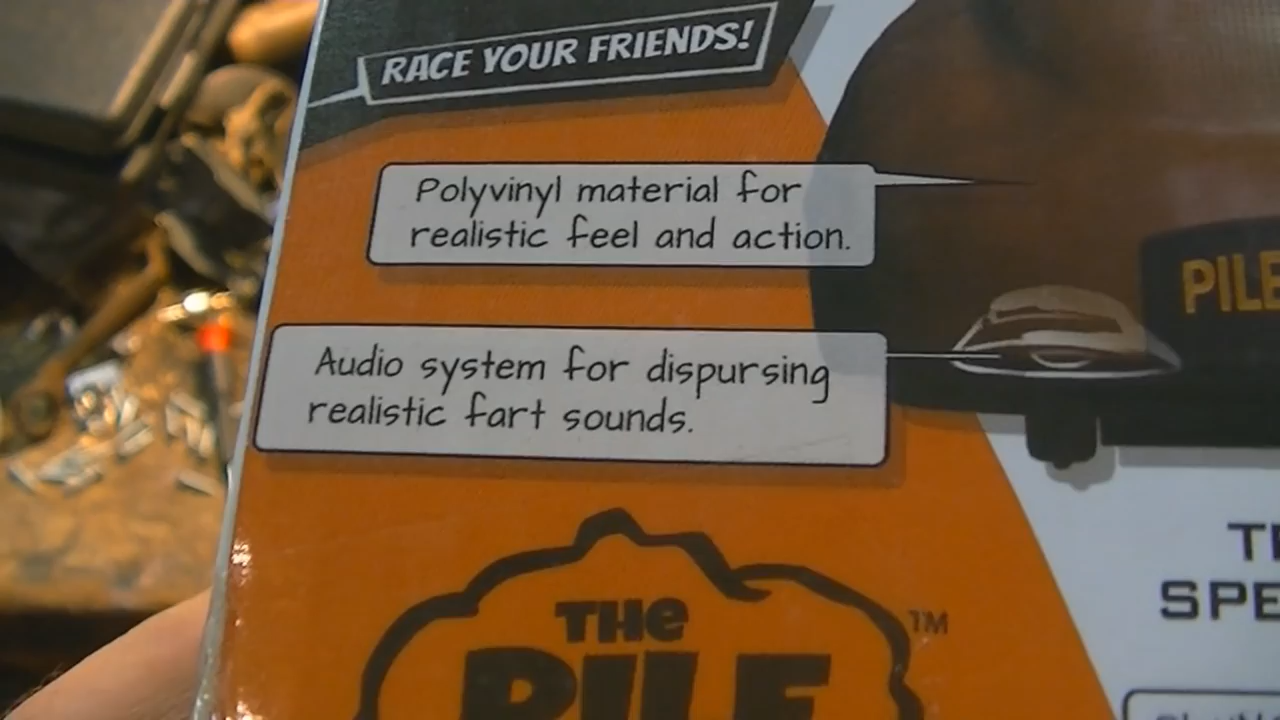 RACE YOUR FRIENDS!
Polyvinyl material for
realistic feel and action.
Audio system for dispursing
realistic fart sounds.
THe
PILE
TM